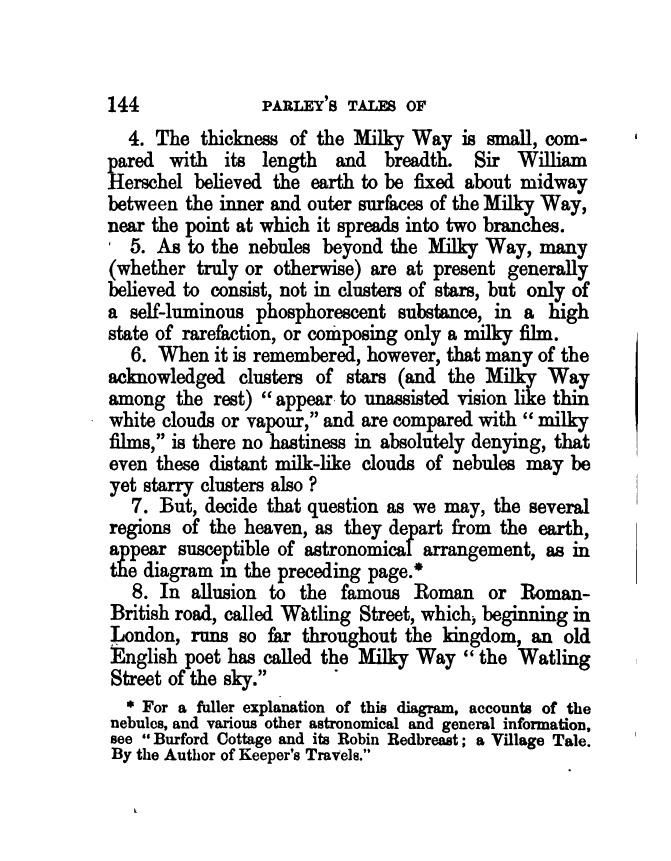 144 PARLEY'S TALES OF
4. The thickness of the Milky Way is small, com-
pared with its length and breadth. Sir William
Herschel believed the earth to be fixed about midway
between the inner and outer surfaces of the Milky Way,
near the point at which it spreads into two branches.
5. As to the nebules beyond the Milky Way, many
(whether truly or otherwise) are at present generally
believed to consist, not in clusters of stars, but only of
a self-luminous phosphorescent substance, in a high
state of rarefaction, or composing only a milky film.
6. When it is remembered, however, that many of the
acknowledged clusters of stars (and the Milky Way
among the rest) "appear to unassisted vision like thin
white clouds or vapour," and are compared with "milky
films," is there no hastiness in absolutely denying, that
even these distant milk-like clouds of nebules may be
yet starry clusters also ?
7. But, decide that question as we may, the several
regions of the heaven, as they depart from the earth,
appear susceptible of astronomical arrangement, as in
the diagram in the preceding page.*
8. In allusion to the famous Roman or Roman-
British road, called Watling Street, which, beginning in
London, runs so far throughout the kingdom, an old
English poet has called the Milky Way "the Watling
Street of the sky."
* For a fuller explanation of this diagram, accounts of the
nebules, and various other astronomical and general information,
see "Burford Cottage and its Robin Redbreast; a Village Tale.
By the Author of Keeper's Travels."